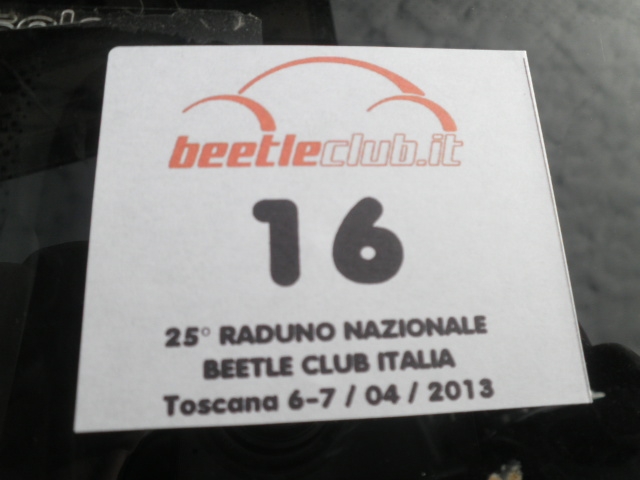 beetleclub.it
16
25° RADUNO NAZIONALE
BEETLE CLUB ITALIA
Toscana 6-7 / 04 / 2013